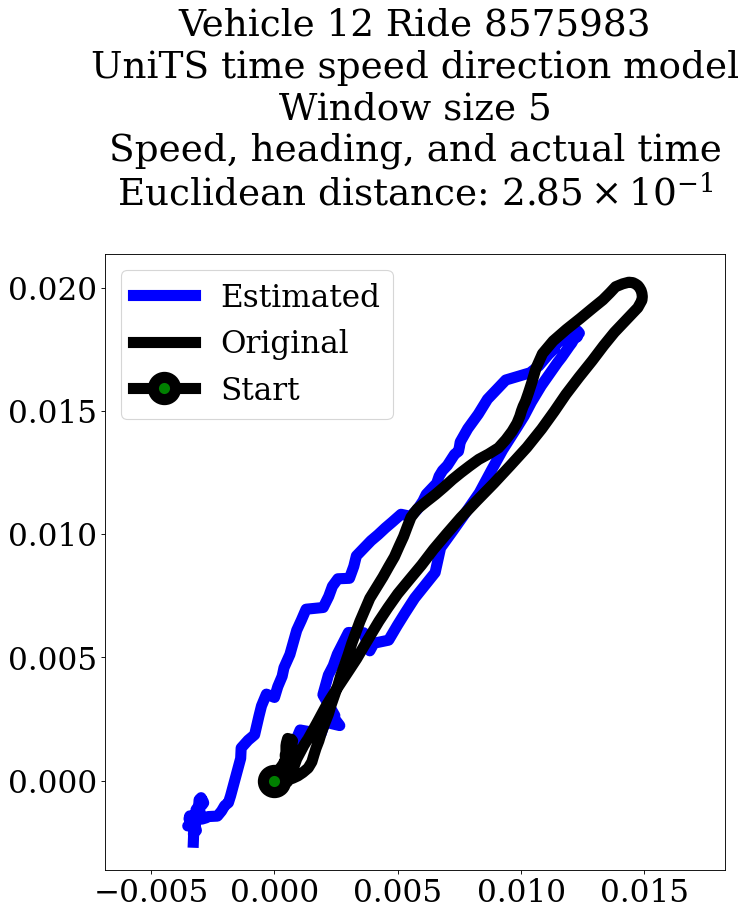 Vehicle 12 Ride 8575983
UniTS time speed direction model
Window size 5
Speed, heading, and actual time
Euclidean distance: 2.85 × 10⁻¹
Estimated
Original
Start
0.020
0.015
0.010
0.005
0.000
−0.005 0.000 0.005 0.010 0.015